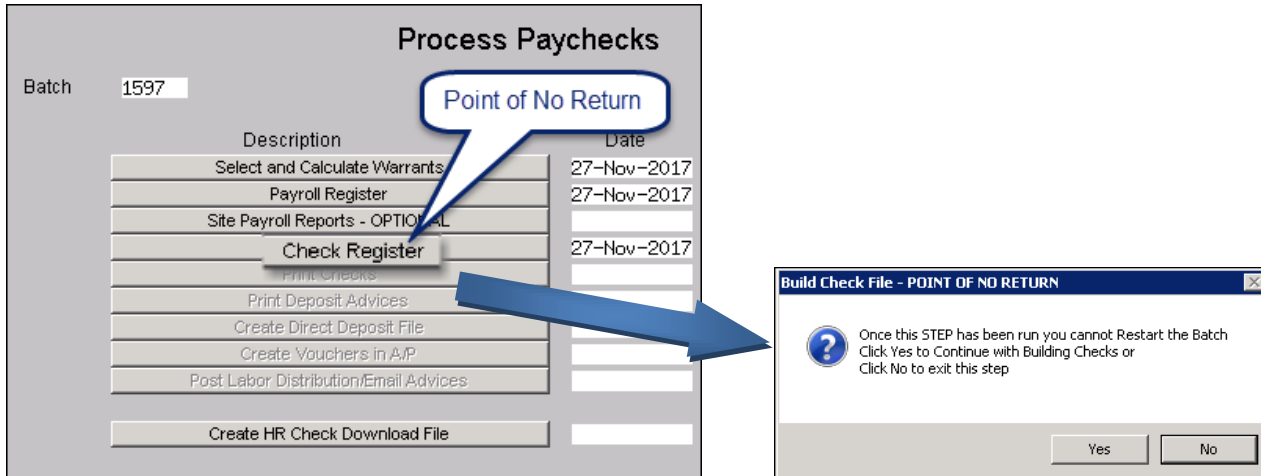 Process Paychecks
Batch 1597
Point of No Return
Description Date
Select and Calculate Warrants 27-Nov-2017
Payroll Register 27-Nov-2017
Site Payroll Reports - OPTIONAL
Check Register 27-Nov-2017
Print Checks
Print Deposit Advices
Create Direct Deposit File
Create Vouchers in A/P
Post Labor Distribution/Email Advices
Create HR Check Download File
Build Check File - POINT OF NO RETURN
Once this STEP has been run you cannot Restart the Batch
Click Yes to Continue with Building Checks or
Click No to exit this step
Yes No